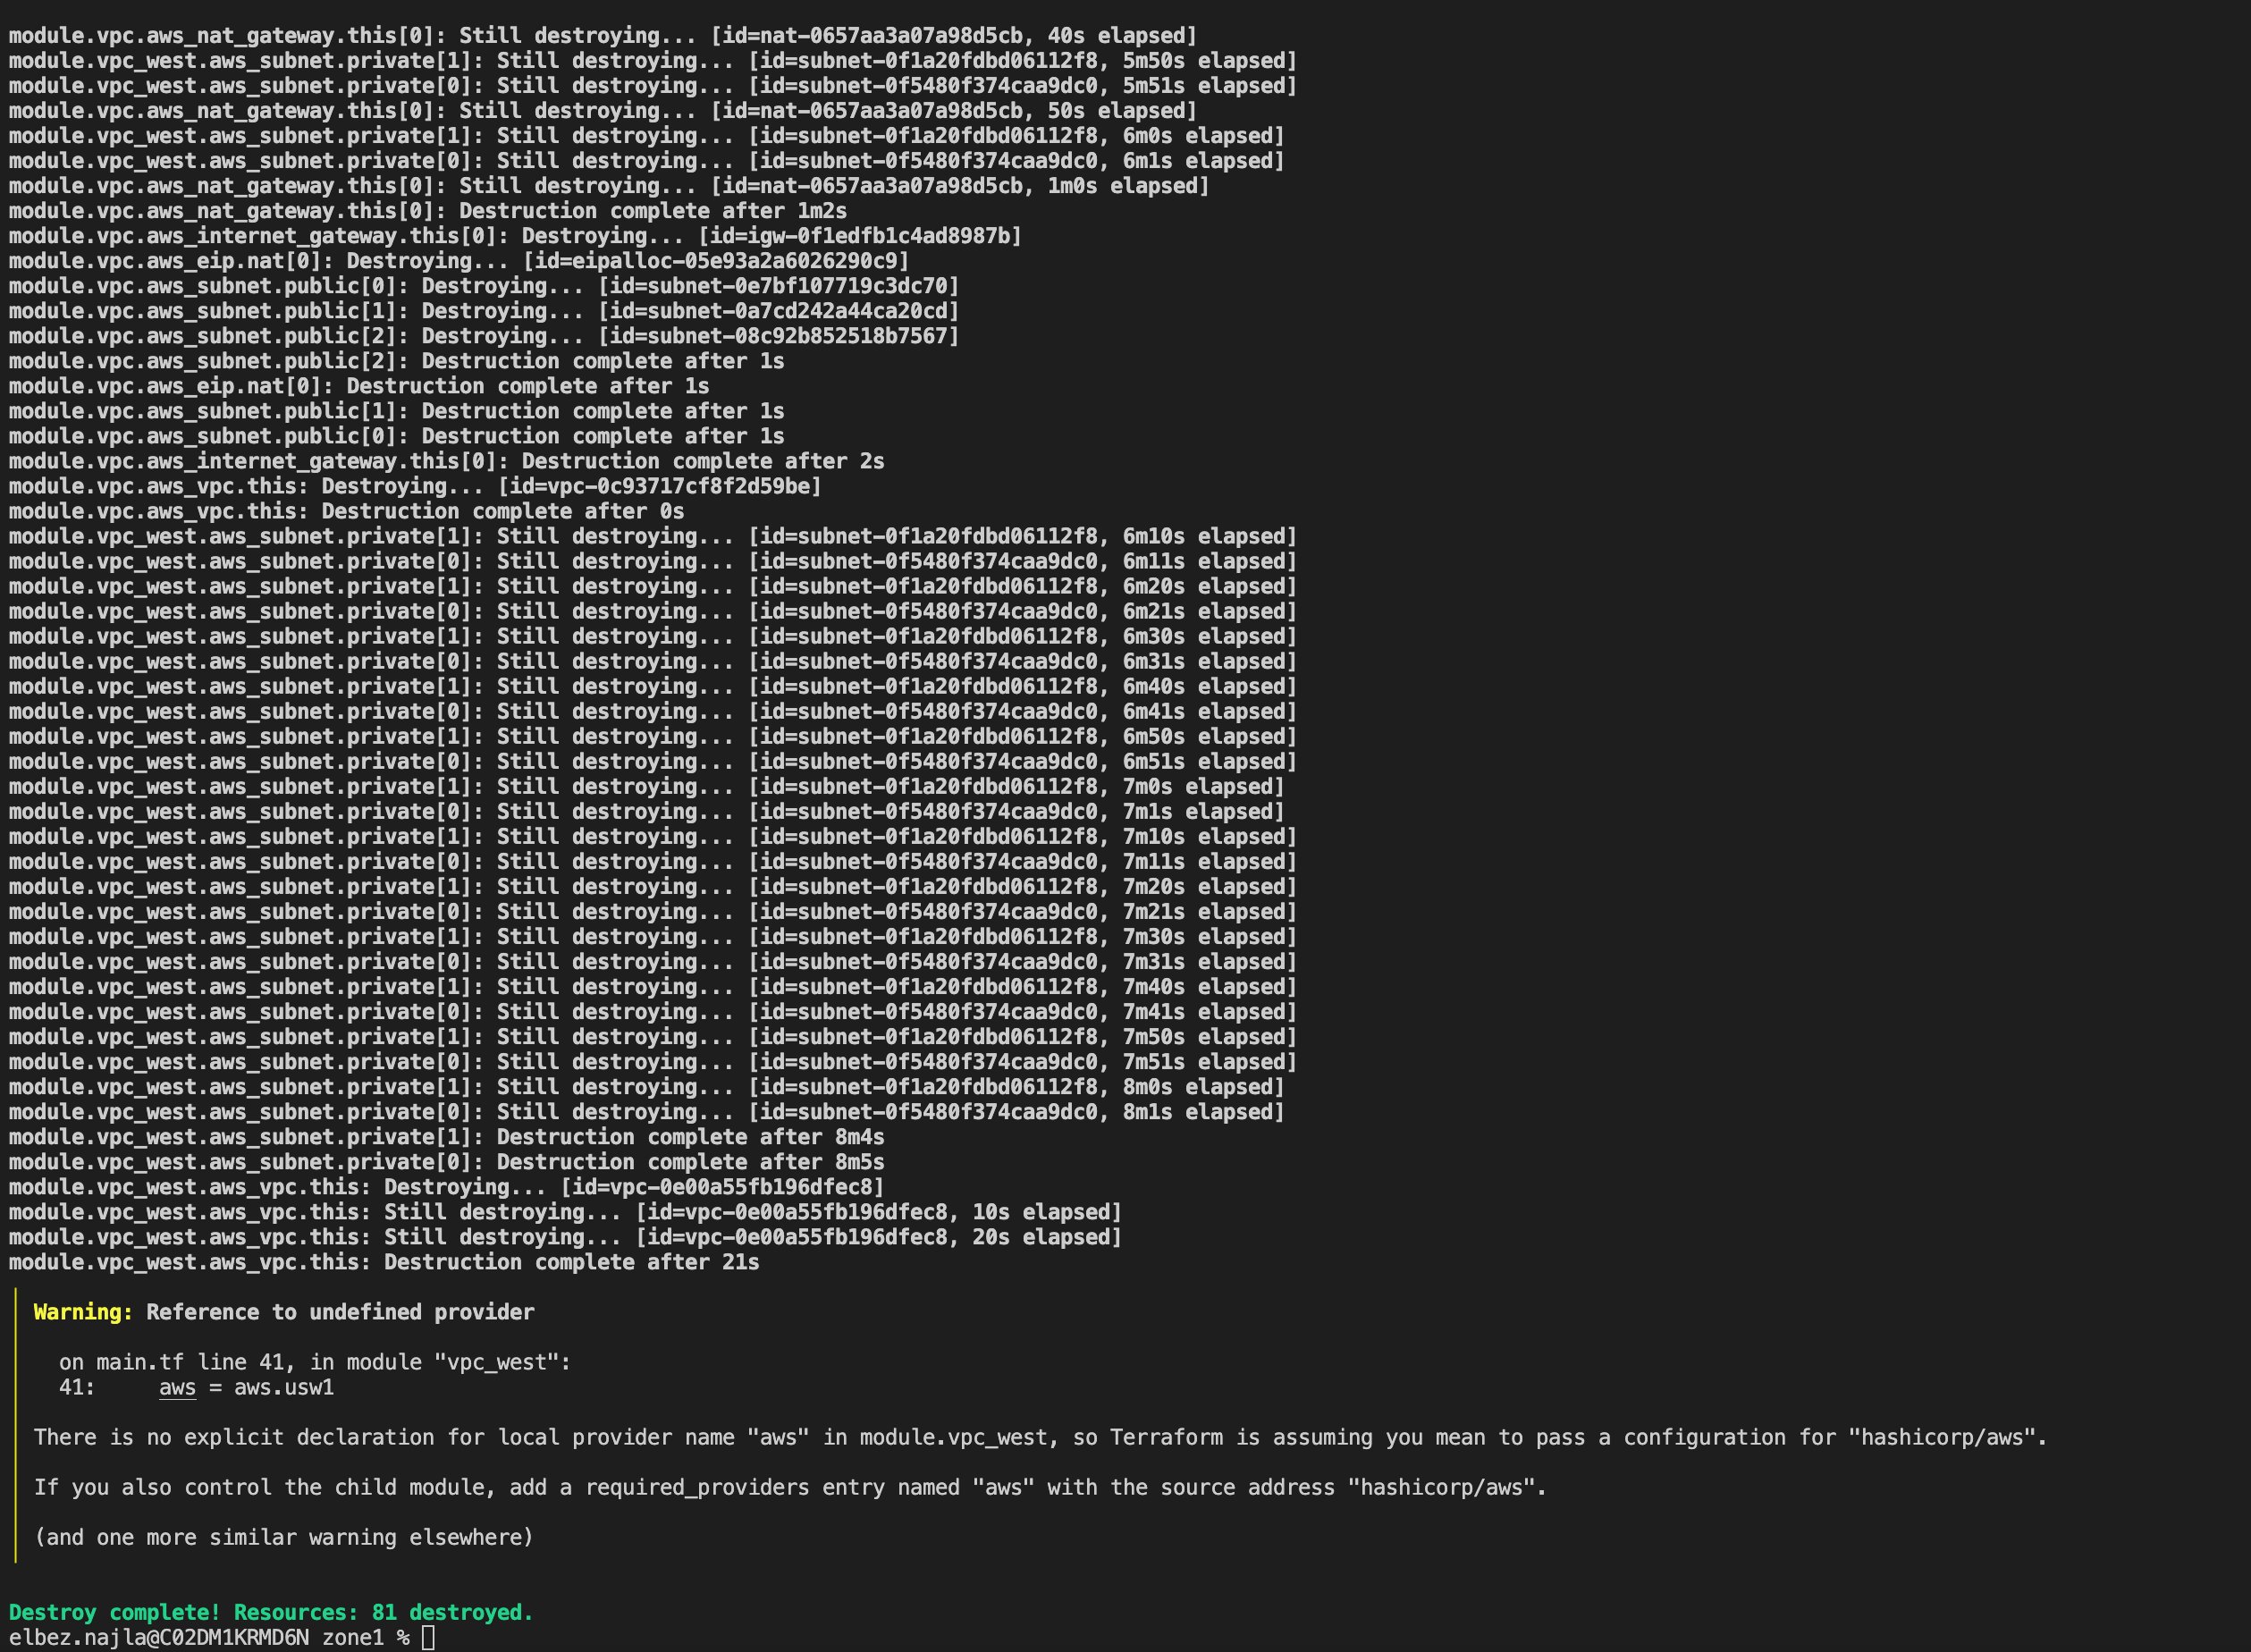 module.vpc.aws_nat_gateway.this[0]: Still destroying... [id=nat-0657aa3a07a98d5cb, 40s elapsed]
module.vpc_west.aws_subnet.private[1]: Still destroying... [id=subnet-0f1a20fdbd06112f8, 5m50s elapsed]
module.vpc_west.aws_subnet.private[0]: Still destroying... [id=subnet-0f5480f374caa9dc0, 5m51s elapsed]
module.vpc.aws_nat_gateway.this[0]: Still destroying... [id=nat-0657aa3a07a98d5cb, 50s elapsed]
module.vpc_west.aws_subnet.private[1]: Still destroying... [id=subnet-0f1a20fdbd06112f8, 6m0s elapsed]
module.vpc_west.aws_subnet.private[0]: Still destroying... [id=subnet-0f5480f374caa9dc0, 6m1s elapsed]
module.vpc.aws_nat_gateway.this[0]: Still destroying... [id=nat-0657aa3a07a98d5cb, 1m0s elapsed]
module.vpc.aws_nat_gateway.this[0]: Destruction complete after 1m2s
module.vpc.aws_internet_gateway.this[0]: Destroying... [id=igw-0f1edfb1c4ad8987b]
module.vpc.aws_eip.nat[0]: Destroying... [id=eipalloc-05e93a2a6026290c9]
module.vpc.aws_subnet.public[0]: Destroying... [id=subnet-0e7bf107719c3dc70]
module.vpc.aws_subnet.public[1]: Destroying... [id=subnet-0a7cd242a44ca20cd]
module.vpc.aws_subnet.public[2]: Destroying... [id=subnet-08c92b852518b7567]
module.vpc.aws_subnet.public[2]: Destruction complete after 1s
module.vpc.aws_eip.nat[0]: Destruction complete after 1s
module.vpc.aws_subnet.public[1]: Destruction complete after 1s
module.vpc.aws_subnet.public[0]: Destruction complete after 1s
module.vpc.aws_internet_gateway.this[0]: Destruction complete after 2s
module.vpc.aws_vpc.this: Destroying... [id=vpc-0c93717cf8f2d59be]
module.vpc.aws_vpc.this: Destruction complete after 0s
module.vpc_west.aws_subnet.private[1]: Still destroying... [id=subnet-0f1a20fdbd06112f8, 6m10s elapsed]
module.vpc_west.aws_subnet.private[0]: Still destroying... [id=subnet-0f5480f374caa9dc0, 6m11s elapsed]
module.vpc_west.aws_subnet.private[1]: Still destroying... [id=subnet-0f1a20fdbd06112f8, 6m20s elapsed]
module.vpc_west.aws_subnet.private[0]: Still destroying... [id=subnet-0f5480f374caa9dc0, 6m21s elapsed]
module.vpc_west.aws_subnet.private[1]: Still destroying... [id=subnet-0f1a20fdbd06112f8, 6m30s elapsed]
module.vpc_west.aws_subnet.private[0]: Still destroying... [id=subnet-0f5480f374caa9dc0, 6m31s elapsed]
module.vpc_west.aws_subnet.private[1]: Still destroying... [id=subnet-0f1a20fdbd06112f8, 6m40s elapsed]
module.vpc_west.aws_subnet.private[0]: Still destroying... [id=subnet-0f5480f374caa9dc0, 6m41s elapsed]
module.vpc_west.aws_subnet.private[1]: Still destroying... [id=subnet-0f1a20fdbd06112f8, 6m50s elapsed]
module.vpc_west.aws_subnet.private[0]: Still destroying... [id=subnet-0f5480f374caa9dc0, 6m51s elapsed]
module.vpc_west.aws_subnet.private[1]: Still destroying... [id=subnet-0f1a20fdbd06112f8, 7m0s elapsed]
module.vpc_west.aws_subnet.private[0]: Still destroying... [id=subnet-0f5480f374caa9dc0, 7m1s elapsed]
module.vpc_west.aws_subnet.private[1]: Still destroying... [id=subnet-0f1a20fdbd06112f8, 7m10s elapsed]
module.vpc_west.aws_subnet.private[0]: Still destroying... [id=subnet-0f5480f374caa9dc0, 7m11s elapsed]
module.vpc_west.aws_subnet.private[1]: Still destroying... [id=subnet-0f1a20fdbd06112f8, 7m20s elapsed]
module.vpc_west.aws_subnet.private[0]: Still destroying... [id=subnet-0f5480f374caa9dc0, 7m21s elapsed]
module.vpc_west.aws_subnet.private[1]: Still destroying... [id=subnet-0f1a20fdbd06112f8, 7m30s elapsed]
module.vpc_west.aws_subnet.private[0]: Still destroying... [id=subnet-0f5480f374caa9dc0, 7m31s elapsed]
module.vpc_west.aws_subnet.private[1]: Still destroying... [id=subnet-0f1a20fdbd06112f8, 7m40s elapsed]
module.vpc_west.aws_subnet.private[0]: Still destroying... [id=subnet-0f5480f374caa9dc0, 7m41s elapsed]
module.vpc_west.aws_subnet.private[1]: Still destroying... [id=subnet-0f1a20fdbd06112f8, 7m50s elapsed]
module.vpc_west.aws_subnet.private[0]: Still destroying... [id=subnet-0f5480f374caa9dc0, 7m51s elapsed]
module.vpc_west.aws_subnet.private[1]: Still destroying... [id=subnet-0f1a20fdbd06112f8, 8m0s elapsed]
module.vpc_west.aws_subnet.private[0]: Still destroying... [id=subnet-0f5480f374caa9dc0, 8m1s elapsed]
module.vpc_west.aws_subnet.private[1]: Destruction complete after 8m4s
module.vpc_west.aws_subnet.private[0]: Destruction complete after 8m5s
module.vpc_west.aws_vpc.this: Destroying... [id=vpc-0e00a55fb196dfec8]
module.vpc_west.aws_vpc.this: Still destroying... [id=vpc-0e00a55fb196dfec8, 10s elapsed]
module.vpc_west.aws_vpc.this: Still destroying... [id=vpc-0e00a55fb196dfec8, 20s elapsed]
module.vpc_west.aws_vpc.this: Destruction complete after 21s
Warning: Reference to undefined provider
on main.tf line 41, in module "vpc_west":
41:     aws = aws.usw1
There is no explicit declaration for local provider name "aws" in module.vpc_west, so Terraform is assuming you mean to pass a configuration for "hashicorp/aws".
If you also control the child module, add a required_providers entry named "aws" with the source address "hashicorp/aws".
(and one more similar warning elsewhere)
Destroy complete! Resources: 81 destroyed.
elbez.najla@C02DM1KRMD6N zone1 %